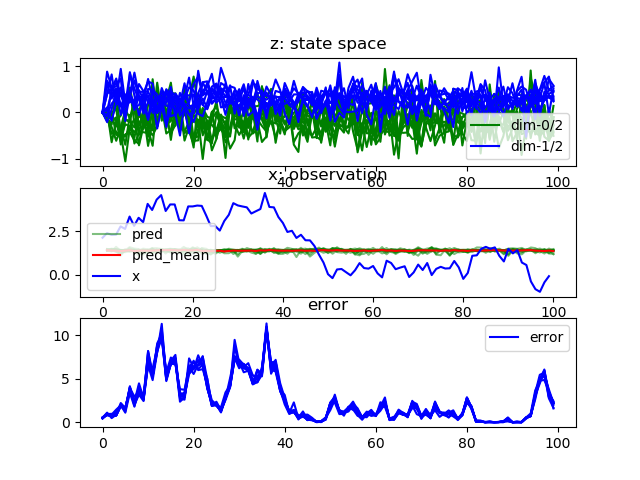 z: state space
1
0
−1
dim-0/2
dim-1/2
0 20 40 60 80 100
x: observation
2.5
0.0
pred
pred_mean
x
0 20 40 60 80 100
error
10
5
0
error
0 20 40 60 80 100